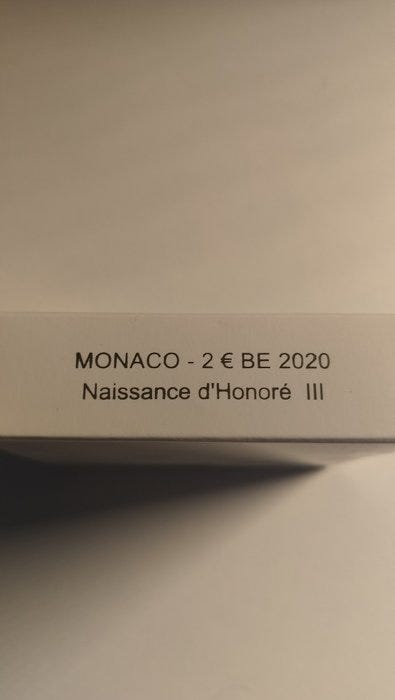 MONACO - 2 € BE 2020
Naissance d'Honoré III